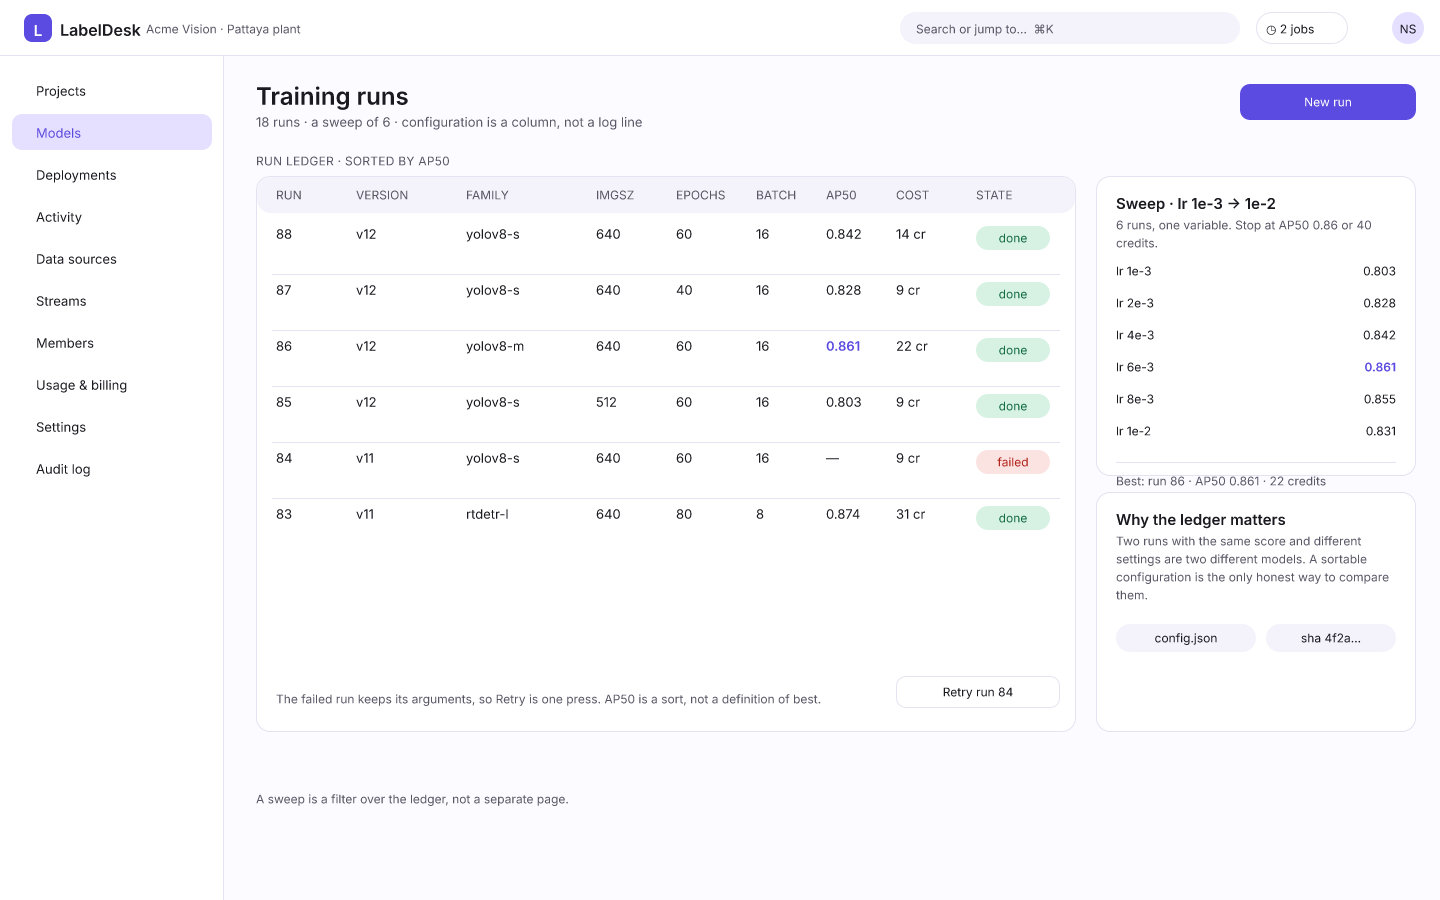 L LabelDesk Acme Vision · Pattaya plant Search or jump to... ⌘K ◷ 2 jobs NS
Projects
Models
Deployments
Activity
Data sources
Streams
Members
Usage & billing
Settings
Audit log
Training runs
18 runs · a sweep of 6 · configuration is a column, not a log line
New run
RUN LEDGER · SORTED BY AP50
RUN VERSION FAMILY IMGSZ EPOCHS BATCH AP50 COST STATE
88 v12 yolov8-s 640 60 16 0.842 14 cr done
87 v12 yolov8-s 640 40 16 0.828 9 cr done
86 v12 yolov8-m 640 60 16 0.861 22 cr done
85 v12 yolov8-s 512 60 16 0.803 9 cr done
84 v11 yolov8-s 640 60 16 — 9 cr failed
83 v11 rtdetr-l 640 80 8 0.874 31 cr done
The failed run keeps its arguments, so Retry is one press. AP50 is a sort, not a definition of best.
Retry run 84
Sweep · lr 1e-3 → 1e-2
6 runs, one variable. Stop at AP50 0.86 or 40
credits.
lr 1e-3 0.803
lr 2e-3 0.828
lr 4e-3 0.842
lr 6e-3 0.861
lr 8e-3 0.855
lr 1e-2 0.831
Best: run 86 · AP50 0.861 · 22 credits
Why the ledger matters
Two runs with the same score and different
settings are two different models. A sortable
configuration is the only honest way to compare
them.
config.json sha 4f2a...
A sweep is a filter over the ledger, not a separate page.